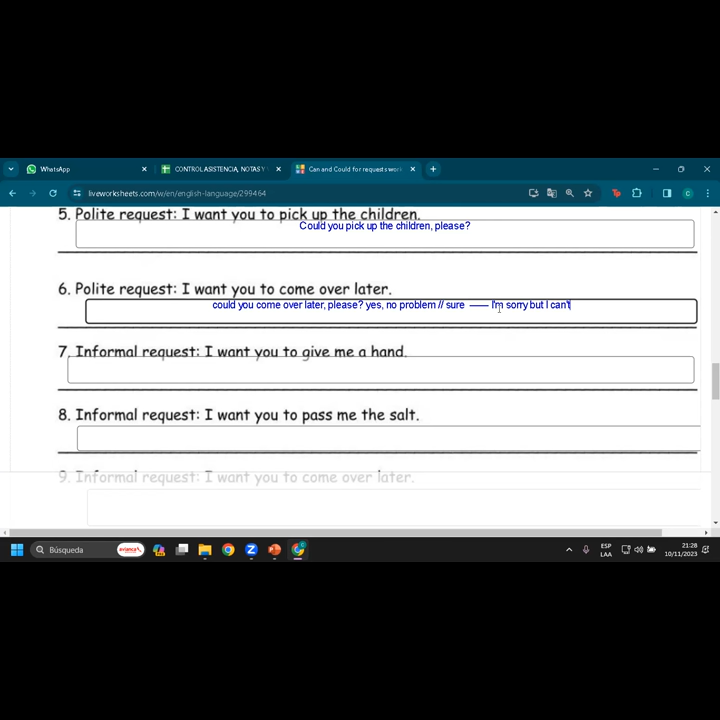 WhatsApp
CONTROL ASISTENCIA, NOTAS Y
Can and Could for requests work
liveworksheets.com/w/en/english-language/299464
5. Polite request: I want you to pick up the children.
Could you pick up the children, please?
6. Polite request: I want you to come over later.
could you come over later, please? yes, no problem // sure —— I'm sorry but I can't
7. Informal request: I want you to give me a hand.
8. Informal request: I want you to pass me the salt.
9. Informal request: I want you to come over later.
Búsqueda
avianca
ESP
LAA
21:28
10/11/2023